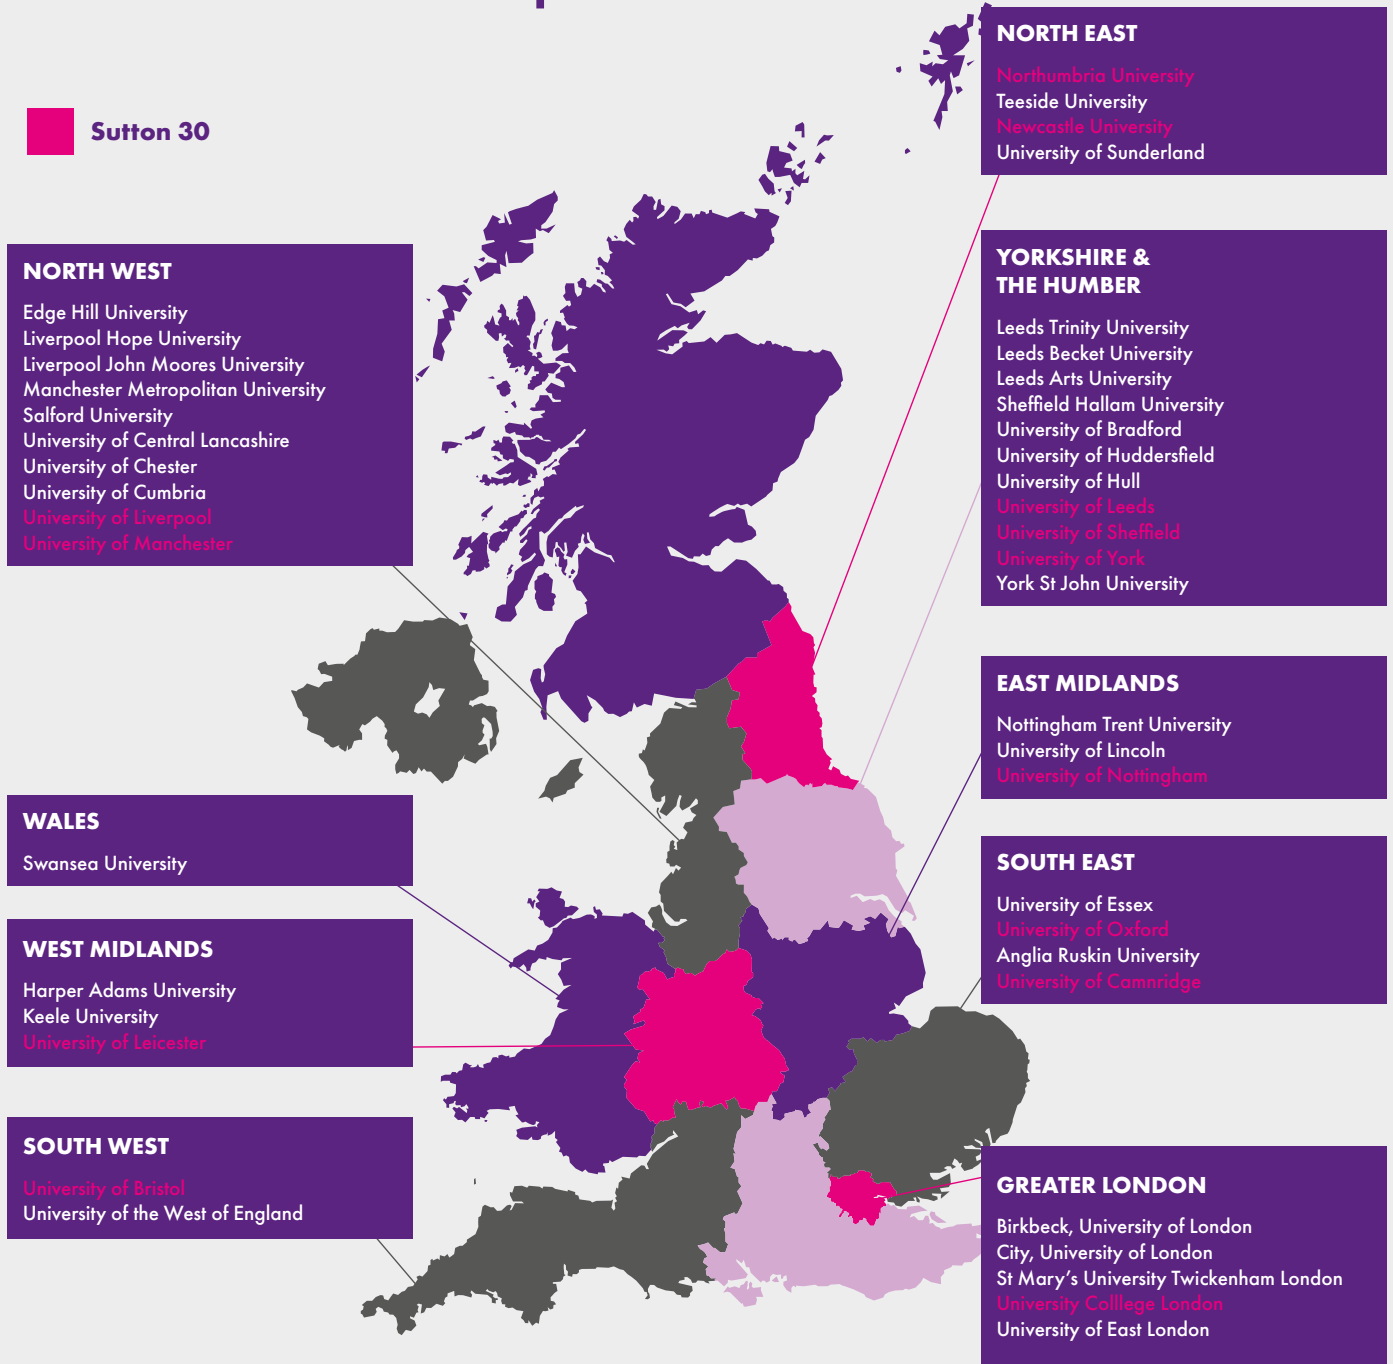 Sutton 30
NORTH WEST
Edge Hill University
Liverpool Hope University
Liverpool John Moores University
Manchester Metropolitan University
Salford University
University of Central Lancashire
University of Chester
University of Cumbria
University of Liverpool
University of Manchester
WALES
Swansea University
WEST MIDLANDS
Harper Adams University
Keele University
University of Leicester
SOUTH WEST
University of Bristol
University of the West of England
NORTH EAST
Northumbria University
Teeside University
Newcastle University
University of Sunderland
YORKSHIRE &
THE HUMBER
Leeds Trinity University
Leeds Becket University
Leeds Arts University
Sheffield Hallam University
University of Bradford
University of Huddersfield
University of Hull
University of Leeds
University of Sheffield
University of York
York St John University
EAST MIDLANDS
Nottingham Trent University
University of Lincoln
University of Nottingham
SOUTH EAST
University of Essex
University of Oxford
Anglia Ruskin University
University of Camnridge
GREATER LONDON
Birkbeck, University of London
City, University of London
St Mary’s University Twickenham London
University Colllege London
University of East London